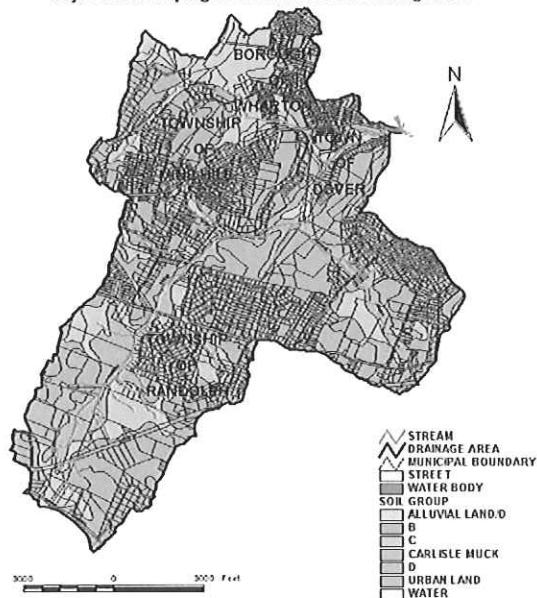 N
BOROUGH
OF
WHARTON
TOWNSHIP
OF
TOWN
OF
DOVER
TOWNSHIP
OF
RANDOLPH
STREAM
DRAINAGE AREA
MUNICIPAL BOUNDARY
STREET
WATER BODY
SOIL GROUP
ALLUVIAL LAND/D
B
C
CARLISLE MUCK
D
URBAN LAND
WATER
3000 0 3000 Feet